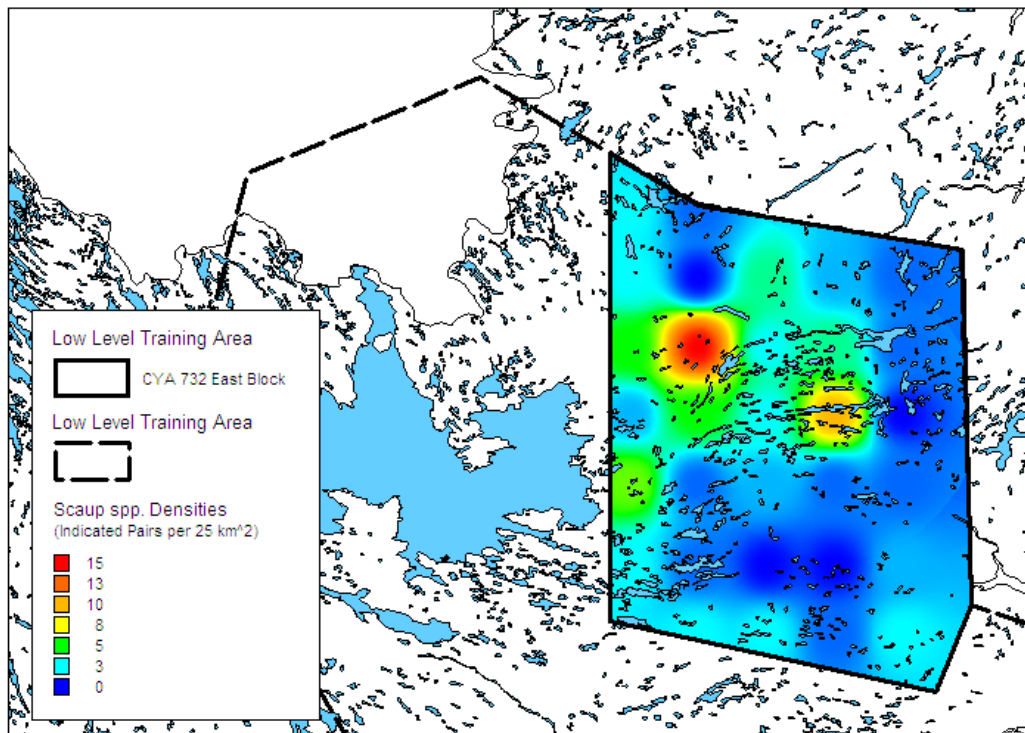 Low Level Training Area
CYA 732 East Block
Low Level Training Area
Scaup spp. Densities
(Indicated Pairs per 25 km^2)
15
13
10
8
5
3
0